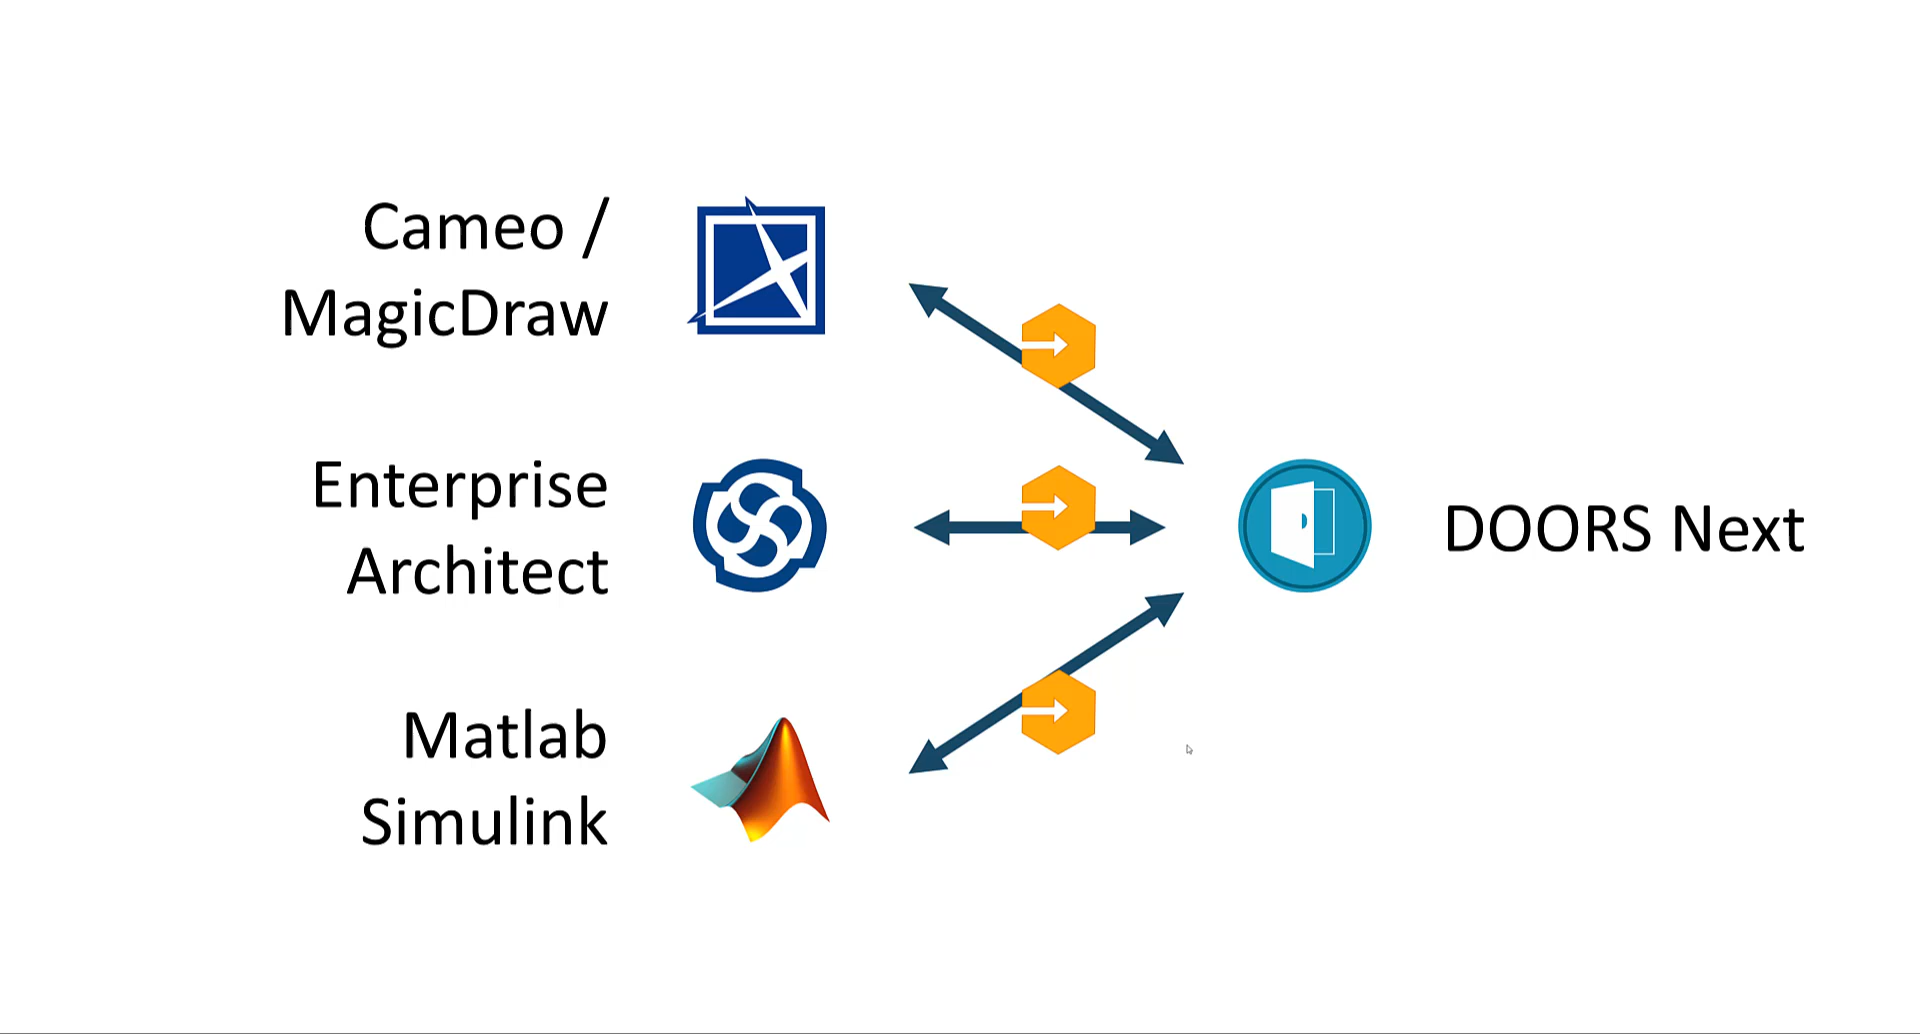 Cameo /
MagicDraw
Enterprise
Architect
DOORS Next
Matlab
Simulink